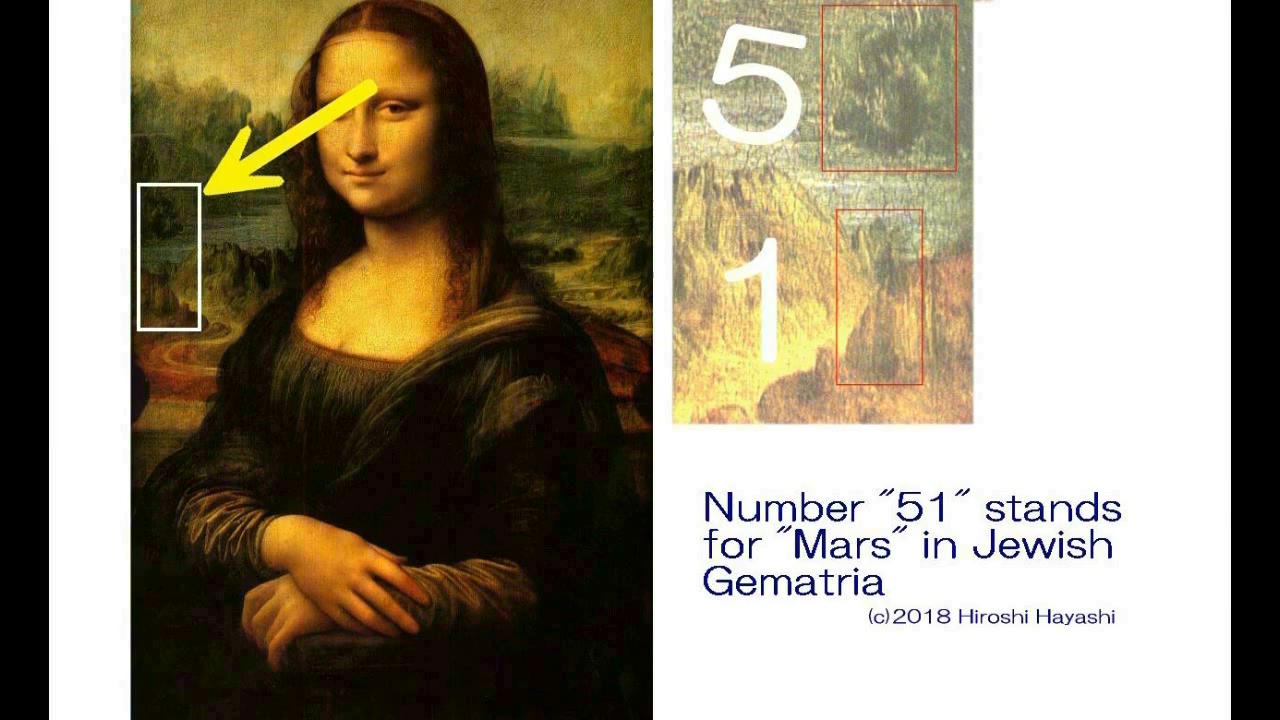 5
1
Number "51" stands
for "Mars" in Jewish
Gematria
(c)2018 Hiroshi Hayashi